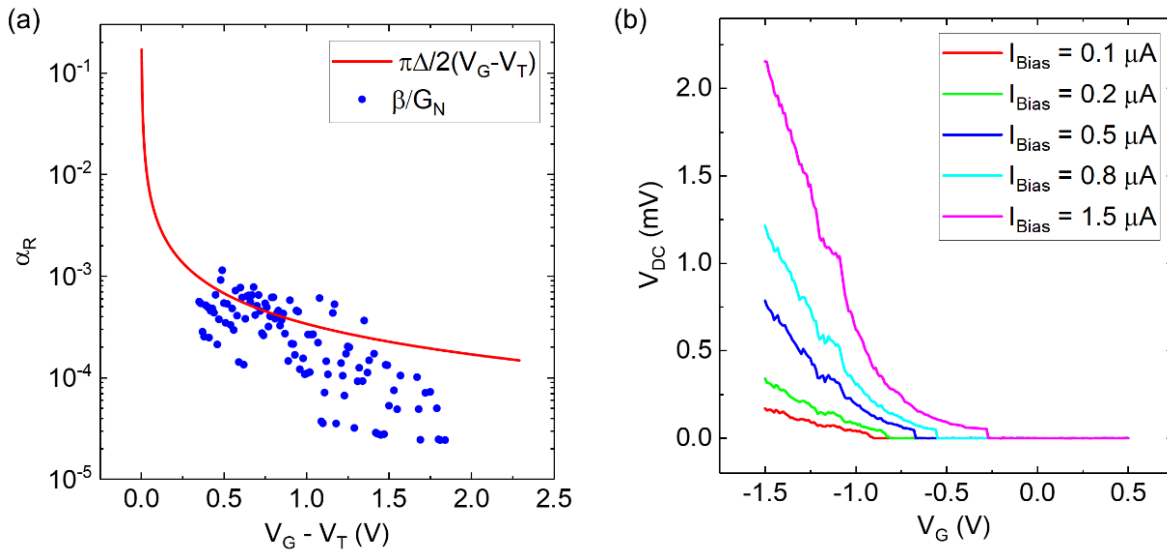 (a)
10⁻¹
10⁻²
10⁻³
10⁻⁴
10⁻⁵
α_R
πΔ/2(V_G-V_T)
β/G_N
0.0 0.5 1.0 1.5 2.0 2.5
V_G - V_T (V)
(b)
2.0
1.5
1.0
0.5
0.0
V_DC (mV)
I_Bias = 0.1 μA
I_Bias = 0.2 μA
I_Bias = 0.5 μA
I_Bias = 0.8 μA
I_Bias = 1.5 μA
-1.5 -1.0 -0.5 0.0 0.5
V_G (V)